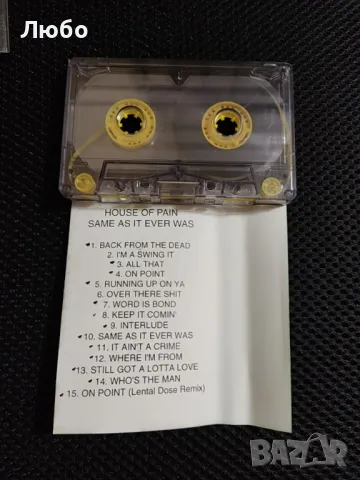 ← Любо
HOUSE OF PAIN
SAME AS IT EVER WAS
1. BACK FROM THE DEAD
2. I'M A SWING IT
3. ALL THAT
4. ON POINT
5. RUNNING UP ON YA
6. OVER THERE SHIT
7. WORD IS BOND
8. KEEP IT COMIN'
9. INTERLUDE
10. SAME AS IT EVER WAS
11. IT AIN'T A CRIME
12. WHERE I'M FROM
13. STILL GOT A LOTTA LOVE
14. WHO'S THE MAN
15. ON POINT (Lental Dose Remix)
BAZAR